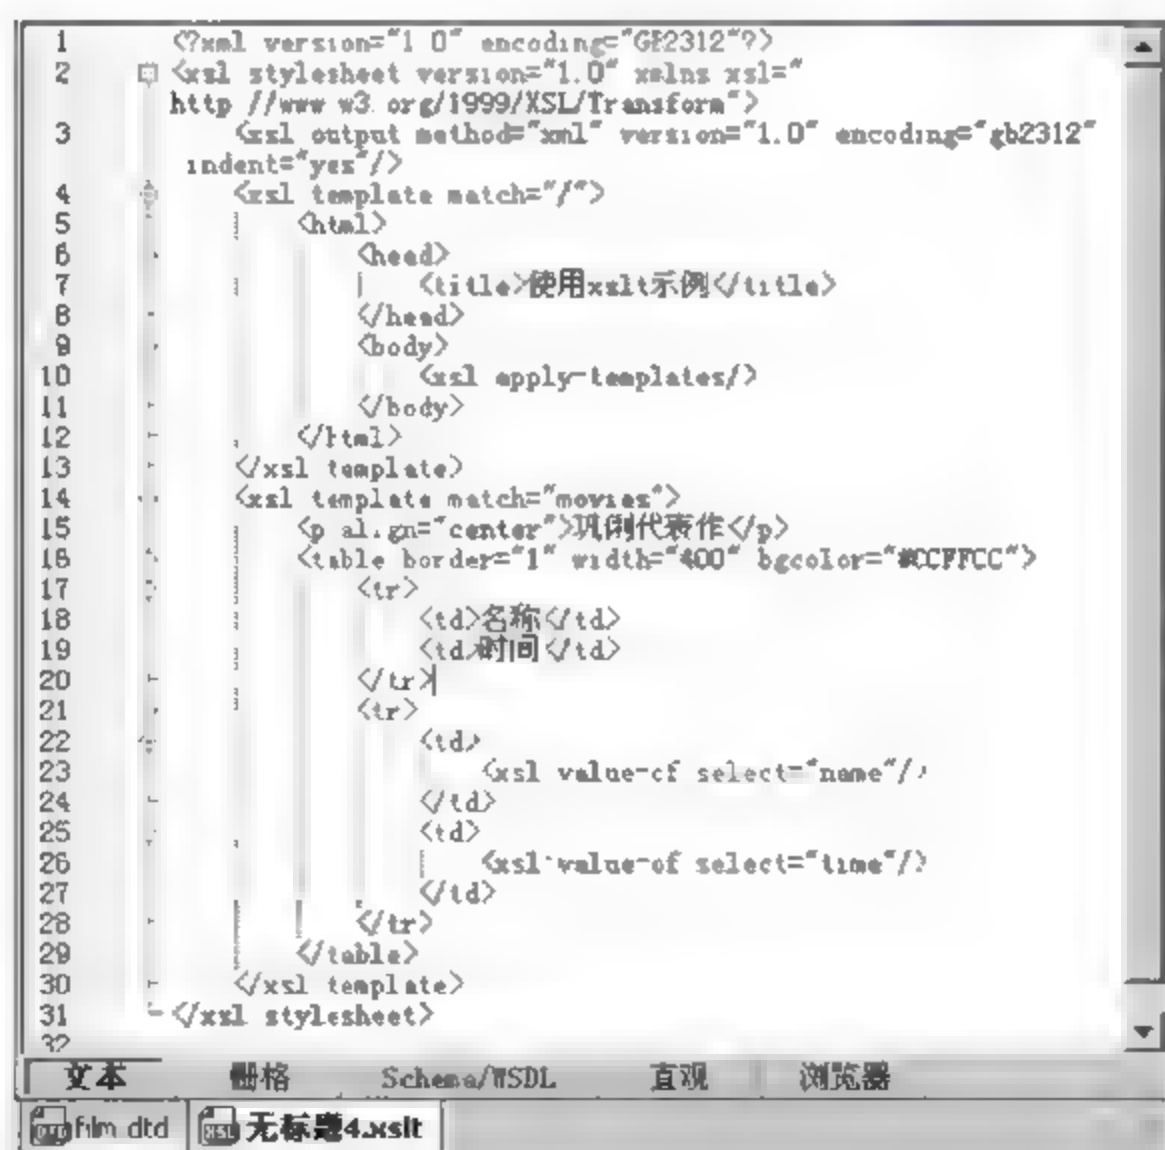 1 <?xml version="1.0" encoding="GB2312"?>
2 <xsl:stylesheet version="1.0" xmlns:xsl="
http://www.w3.org/1999/XSL/Transform">
3 <xsl:output method="xml" version="1.0" encoding="gb2312"
indent="yes"/>
4 <xsl:template match="/">
5 <html>
6 <head>
7 <title>使用xslt示例</title>
8 </head>
9 <body>
10 <xsl:apply-templates/>
11 </body>
12 </html>
13 </xsl:template>
14 <xsl:template match="movies">
15 <p align="center">巩俐代表作</p>
16 <table border="1" width="400" bgcolor="#CCFFCC">
17 <tr>
18 <td>名称</td>
19 <td>时间</td>
20 </tr>
21 <tr>
22 <td>
23 <xsl:value-of select="name"/>
24 </td>
25 <td>
26 <xsl:value-of select="time"/>
27 </td>
28 </tr>
29 </table>
30 </xsl:template>
31 </xsl:stylesheet>
32
文本 栅格 Schema/WSDL 直观 浏览器
film.dtd 无标题4.xslt